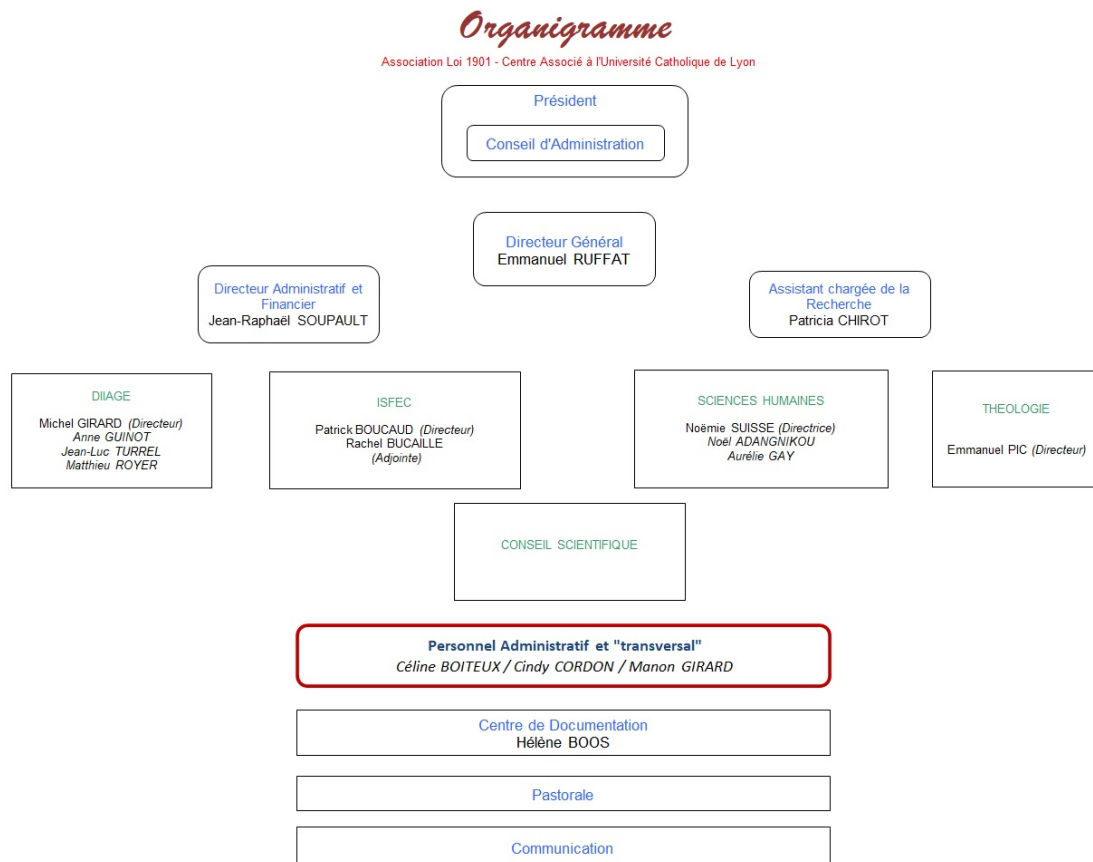 Organigramme
Association Loi 1901 - Centre Associé à l'Université Catholique de Lyon
Président
Conseil d'Administration
Directeur Général
Emmanuel RUFFAT
Directeur Administratif et
Financier
Jean-Raphaël SOUPAULT
Assistant chargée de la
Recherche
Patricia CHIROT
DIIAGE
Michel GIRARD (Directeur)
Anne GUINOT
Jean-Luc TURREL
Matthieu ROYER
ISFEC
Patrick BOUCAUD (Directeur)
Rachel BUCAILLE
(Adjointe)
SCIENCES HUMAINES
Noëmie SUISSE (Directrice)
Noël ADANGNIKOU
Aurélie GAY
THEOLOGIE
Emmanuel PIC (Directeur)
CONSEIL SCIENTIFIQUE
Personnel Administratif et "transversal"
Céline BOITEUX / Cindy CORDON / Manon GIRARD
Centre de Documentation
Hélène BOOS
Pastorale
Communication